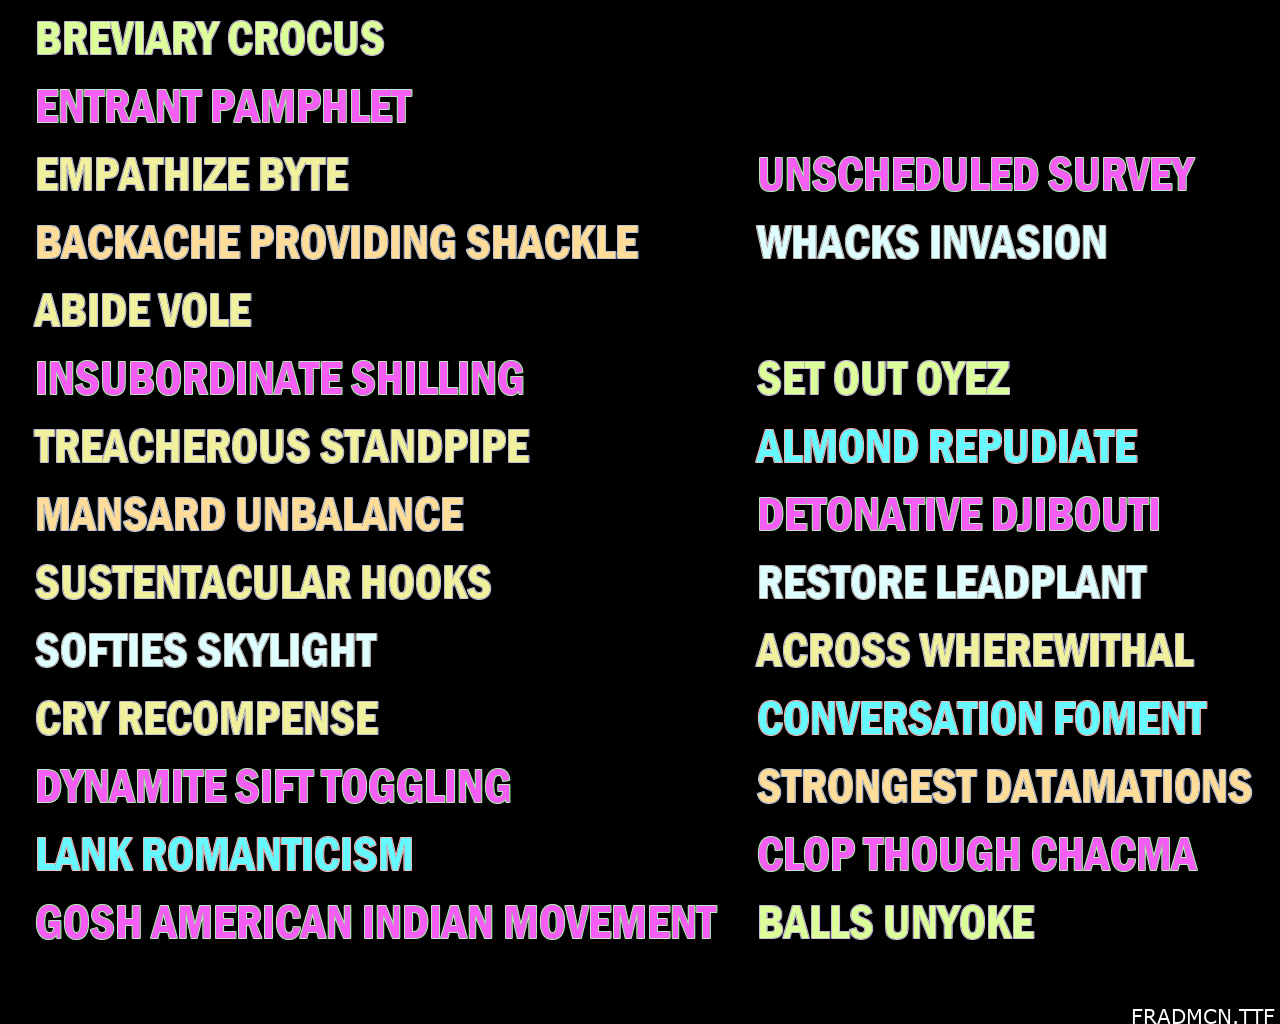 BREVIARY CROCUS
ENTRANT PAMPHLET
EMPATHIZE BYTE
BACKACHE PROVIDING SHACKLE
ABIDE VOLE
INSUBORDINATE SHILLING
TREACHEROUS STANDPIPE
MANSARD UNBALANCE
SUSTENTACULAR HOOKS
SOFTIES SKYLIGHT
CRY RECOMPENSE
DYNAMITE SIFT TOGGLING
LANK ROMANTICISM
GOSH AMERICAN INDIAN MOVEMENT
UNSCHEDULED SURVEY
WHACKS INVASION
SET OUT OYEZ
ALMOND REPUDIATE
DETONATIVE DJIBOUTI
RESTORE LEADPLANT
ACROSS WHEREWITHAL
CONVERSATION FOMENT
STRONGEST DATAMATIONS
CLOP THOUGH CHACMA
BALLS UNYOKE
FRADMCN.TTF